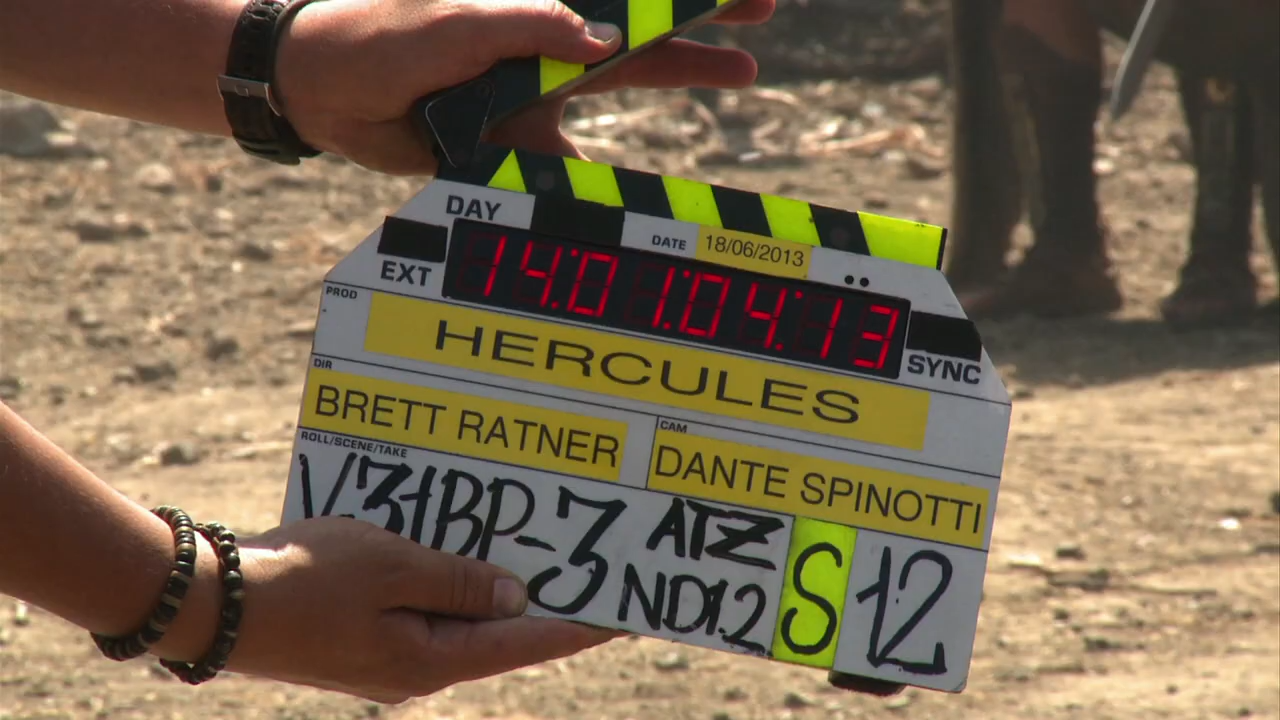 DAY
DATE 18/06/2013
EXT
14:01:04:13
SYNC
PROD
HERCULES
DIR
BRETT RATNER
CAM
DANTE SPINOTTI
ROLL/SCENE/TAKE
BP-3
ATZ
ND1.2
S
12